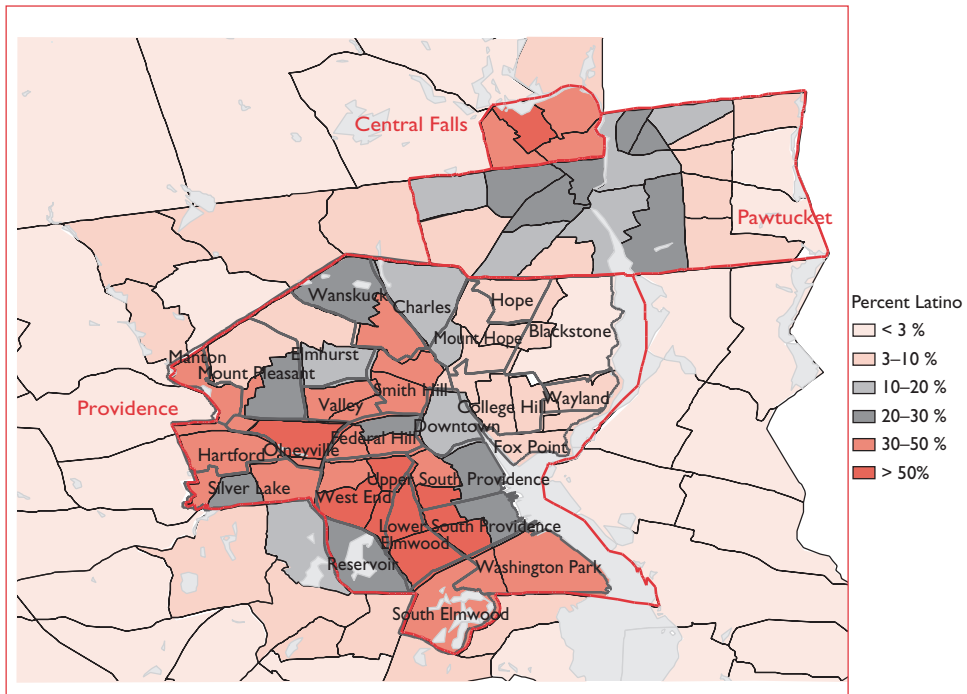 Central Falls
Pawtucket
Wanskuck
Charles
Hope
Mount Hope
Blackstone
Manton
Mount Pleasant
Elmhurst
Smith Hill
Valley
College Hill
Wayland
Providence
Downtown
Federal Hill
Fox Point
Hartford
Olneyville
Silver Lake
West End
Upper South Providence
Lower South Providence
Elmwood
Reservoir
Washington Park
South Elmwood
Percent Latino
< 3 %
3–10 %
10–20 %
20–30 %
30–50 %
> 50%